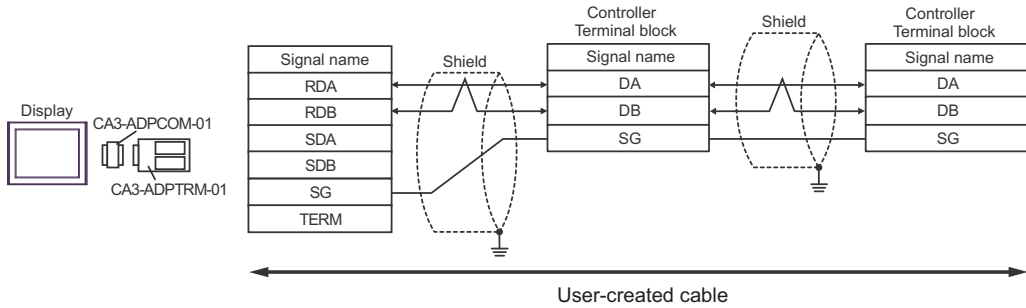 Display
CA3-ADPCOM-01
CA3-ADPTRM-01
Signal name
RDA
RDB
SDA
SDB
SG
TERM
Shield
Controller
Terminal block
Signal name
DA
DB
SG
Shield
Controller
Terminal block
Signal name
DA
DB
SG
User-created cable